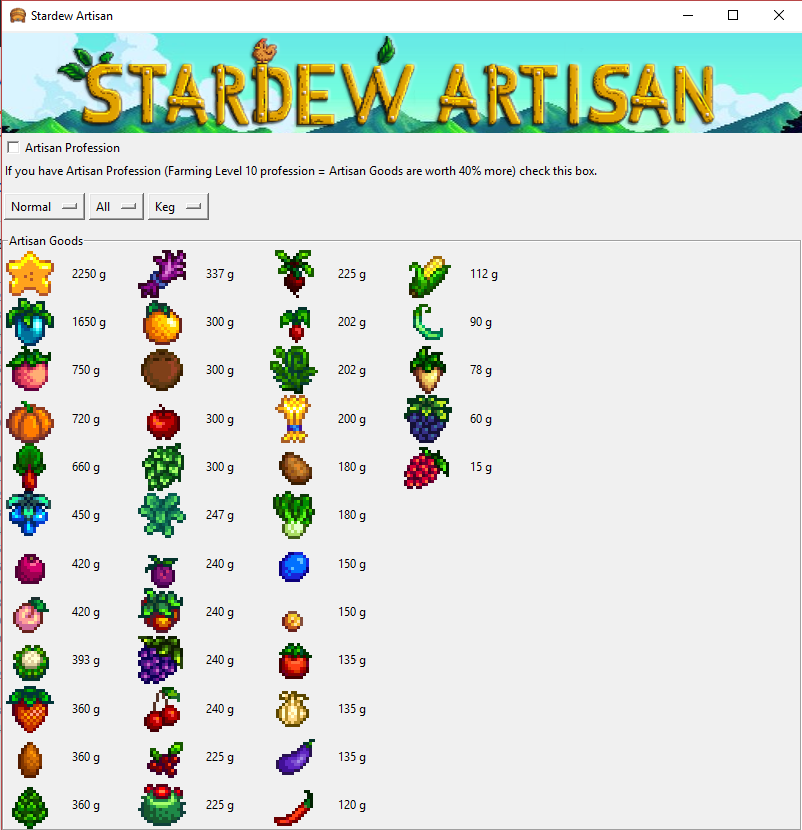 Stardew Artisan
STARDEW ARTISAN
Artisan Profession
If you have Artisan Profession (Farming Level 10 profession = Artisan Goods are worth 40% more) check this box.
Normal All Keg
Artisan Goods
2250 g 337 g 225 g 112 g
1650 g 300 g 202 g 90 g
750 g 300 g 202 g 78 g
720 g 300 g 200 g 60 g
660 g 300 g 180 g 15 g
450 g 247 g 180 g
420 g 240 g 150 g
420 g 240 g 150 g
393 g 240 g 135 g
360 g 240 g 135 g
360 g 225 g 135 g
360 g 225 g 120 g